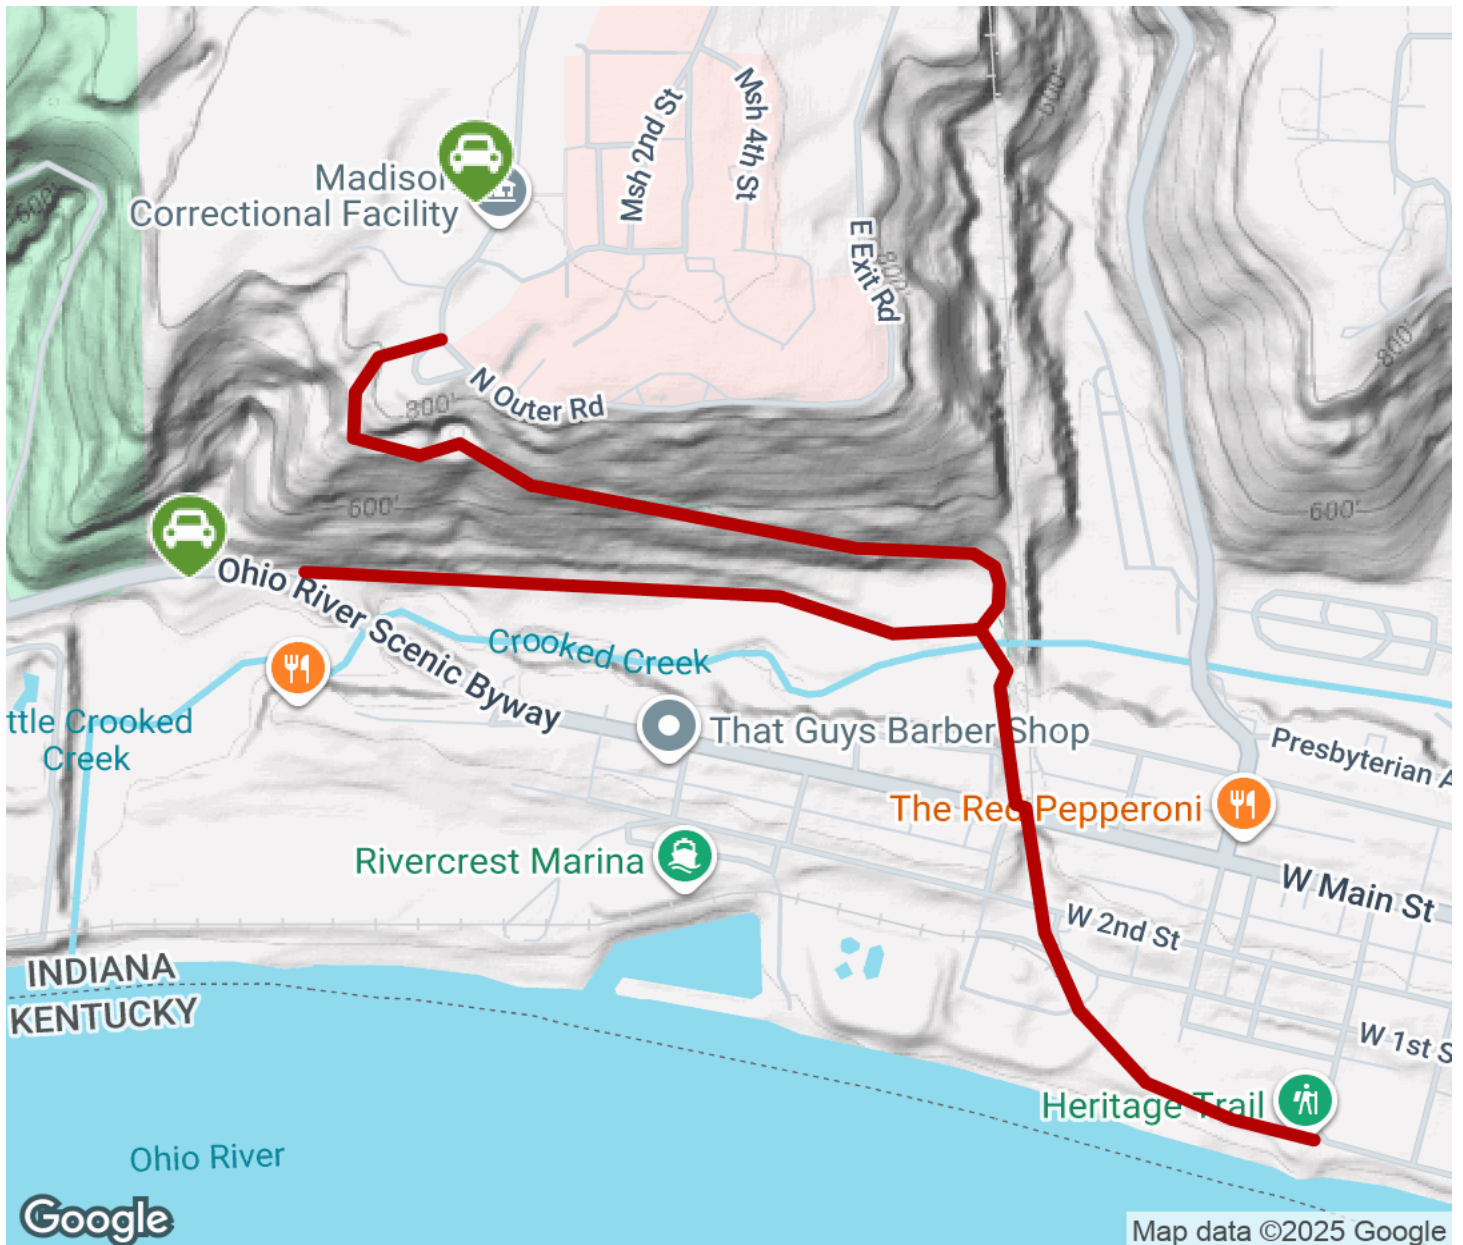 Msh 2nd St
Msh 4th St
600'
Madison
Correctional Facility
600'
E Exit Rd
800'
800'
N Outer Rd
800'
600'
600'
Ohio River Scenic Byway
Crooked Creek
ttle Crooked
Creek
That Guys Barber Shop
Presbyterian A
The Red Pepperoni
Rivercrest Marina
W Main St
W 2nd St
INDIANA
KENTUCKY
W 1st S
Heritage Trail
Ohio River
Google
Map data ©2025 Google